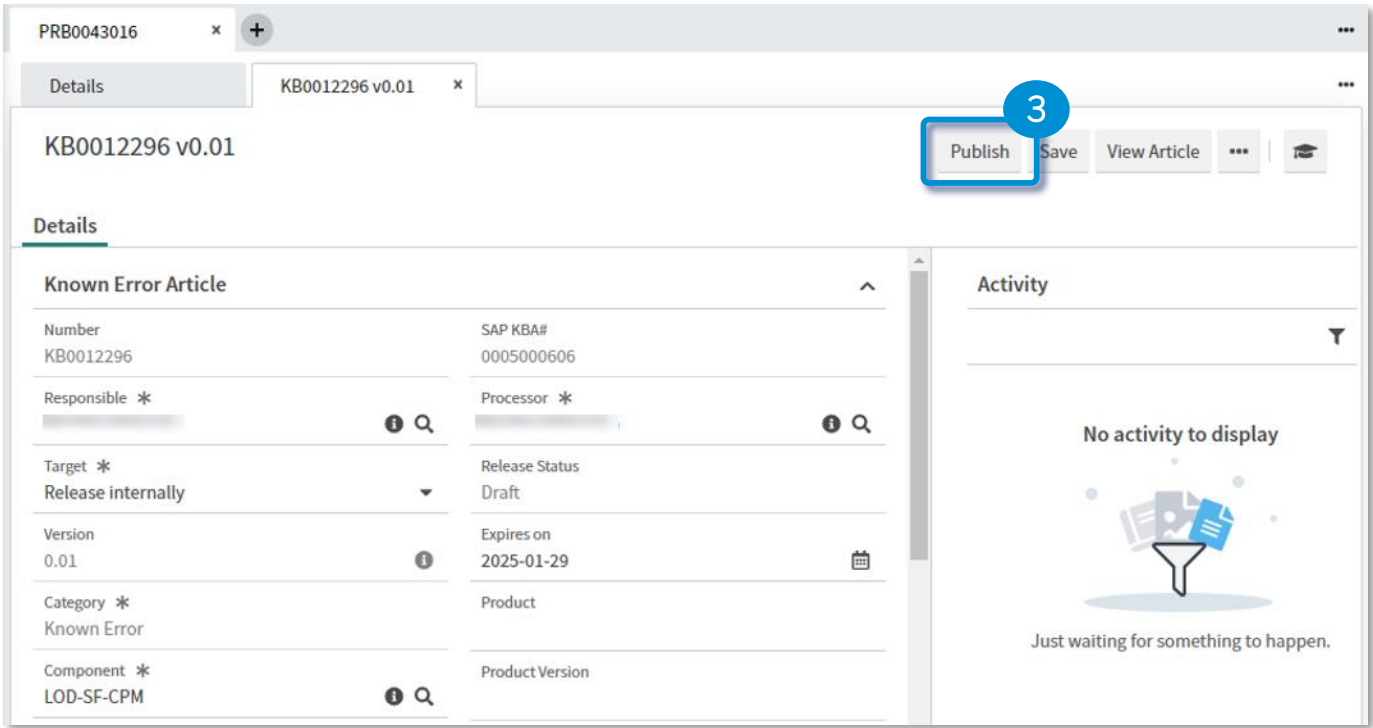 PRB0043016 × +
Details KB0012296 v0.01 ×
3
KB0012296 v0.01
Publish Save View Article
Details
Known Error Article
Activity
Number SAP KBA#
KB0012296 0005000606
Responsible * Processor *
Target * Release Status
Release internally Draft
Version Expires on
0.01 2025-01-29
Category * Product
Known Error
Component * Product Version
LOD-SF-CPM
No activity to display
Just waiting for something to happen.